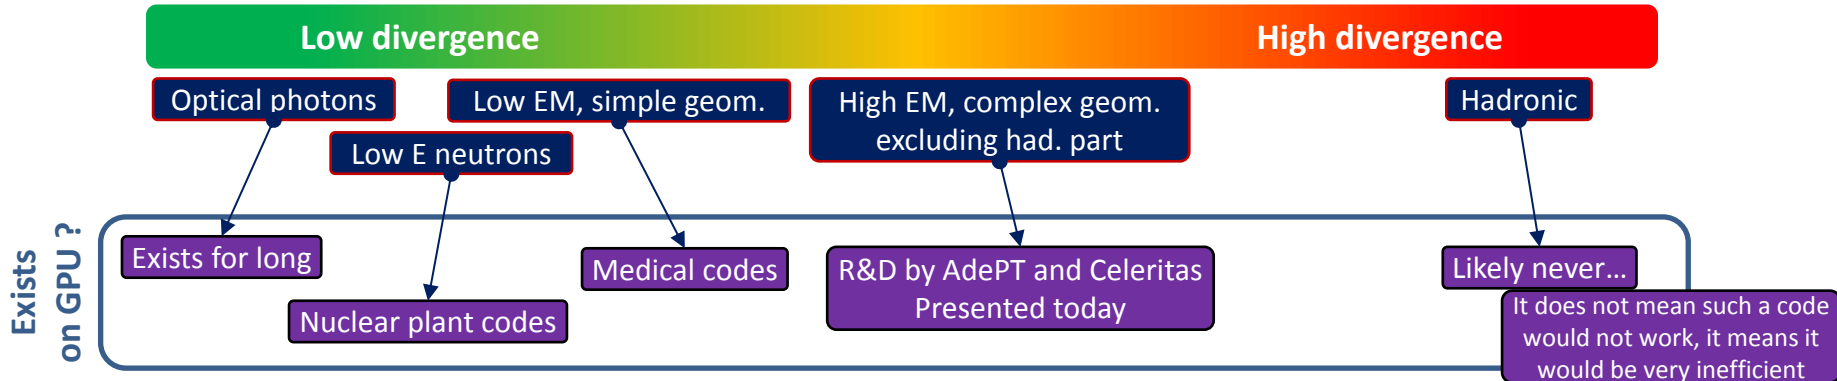 Low divergence
High divergence
Optical photons
Low E neutrons
Low EM, simple geom.
High EM, complex geom.
excluding had. part
Hadronic
Exists
on GPU ?
Exists for long
Nuclear plant codes
Medical codes
R&D by AdePT and Celeritas
Presented today
Likely never...
It does not mean such a code
would not work, it means it
would be very inefficient